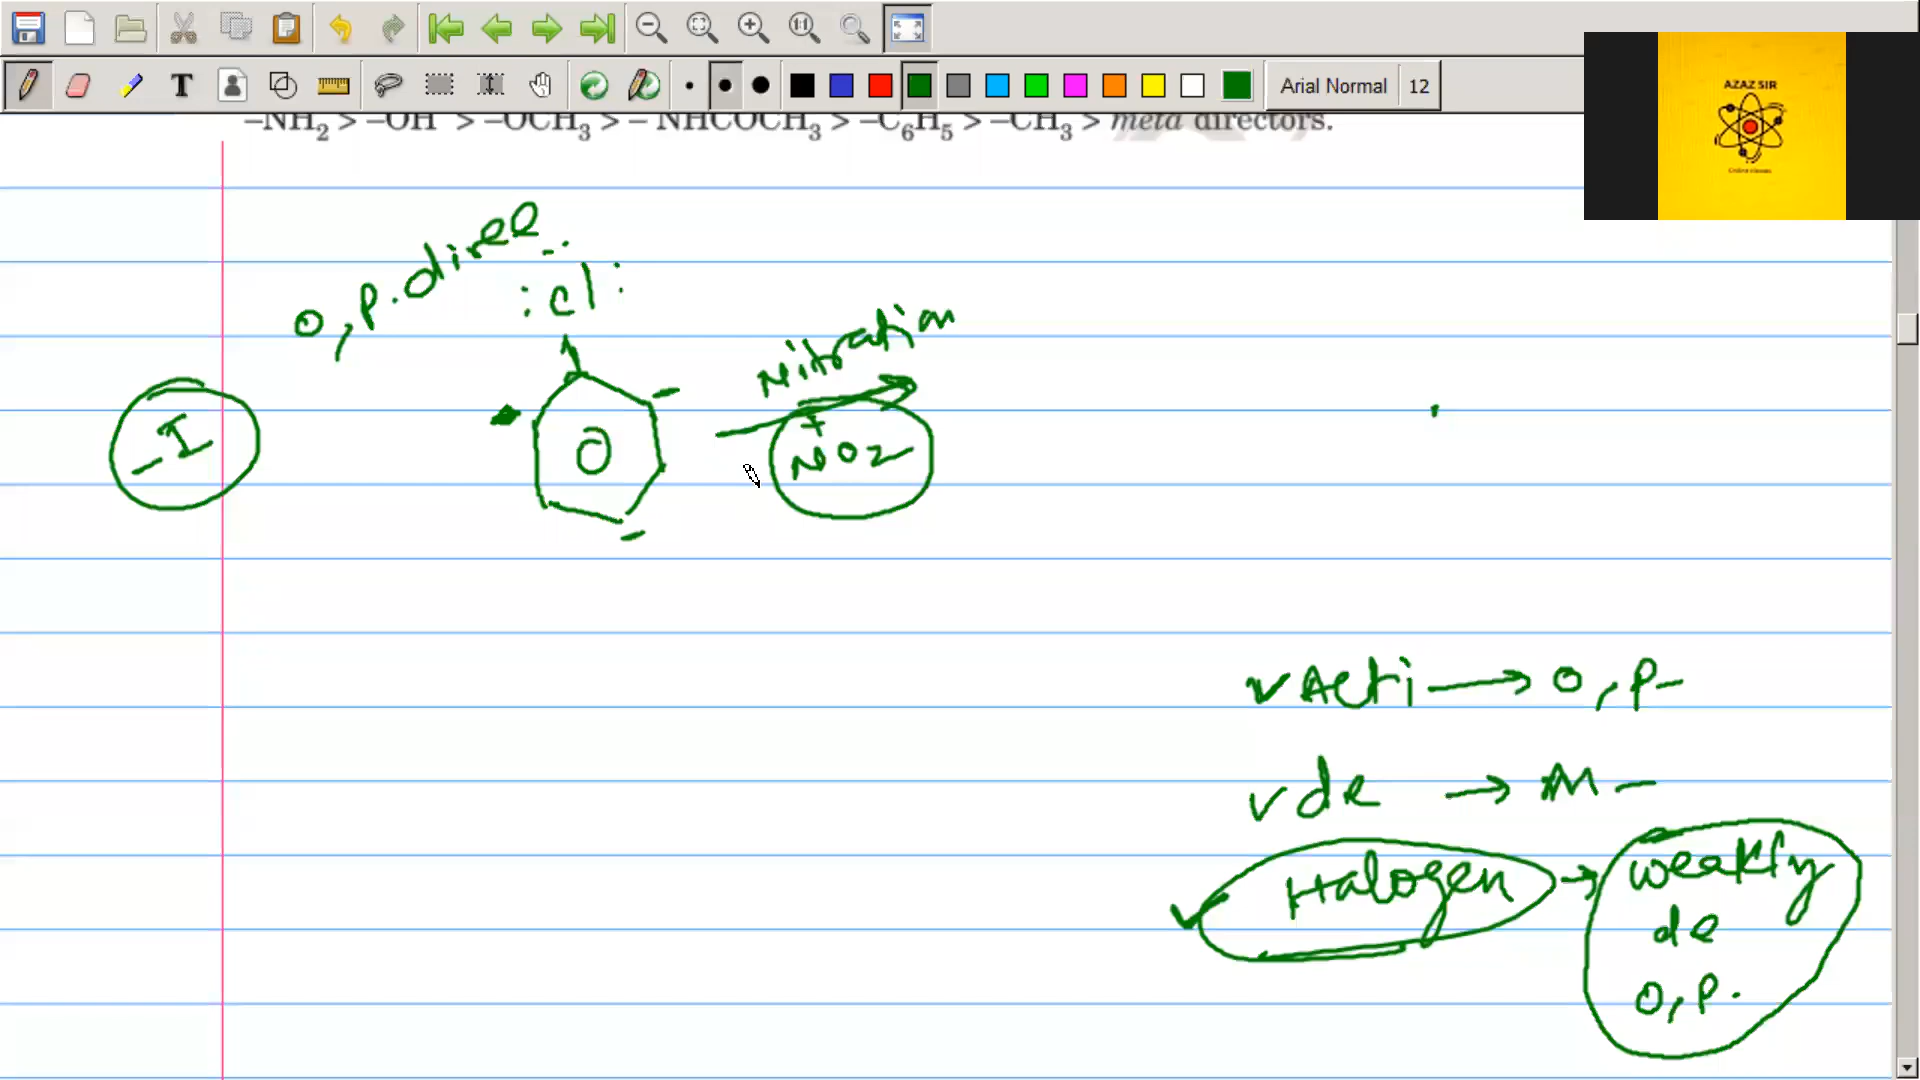 Arial Normal 12
AZAZ SIR
–NH2 > –OH > –OCH3 > – NHCOCH3 > –C6H5 > –CH3 > meta directors.
O, P. diree
:Cl:
Nitration
–I
+
NO2
Acti → O, P–
de → M –
Halogen → weakly
de
O, P.